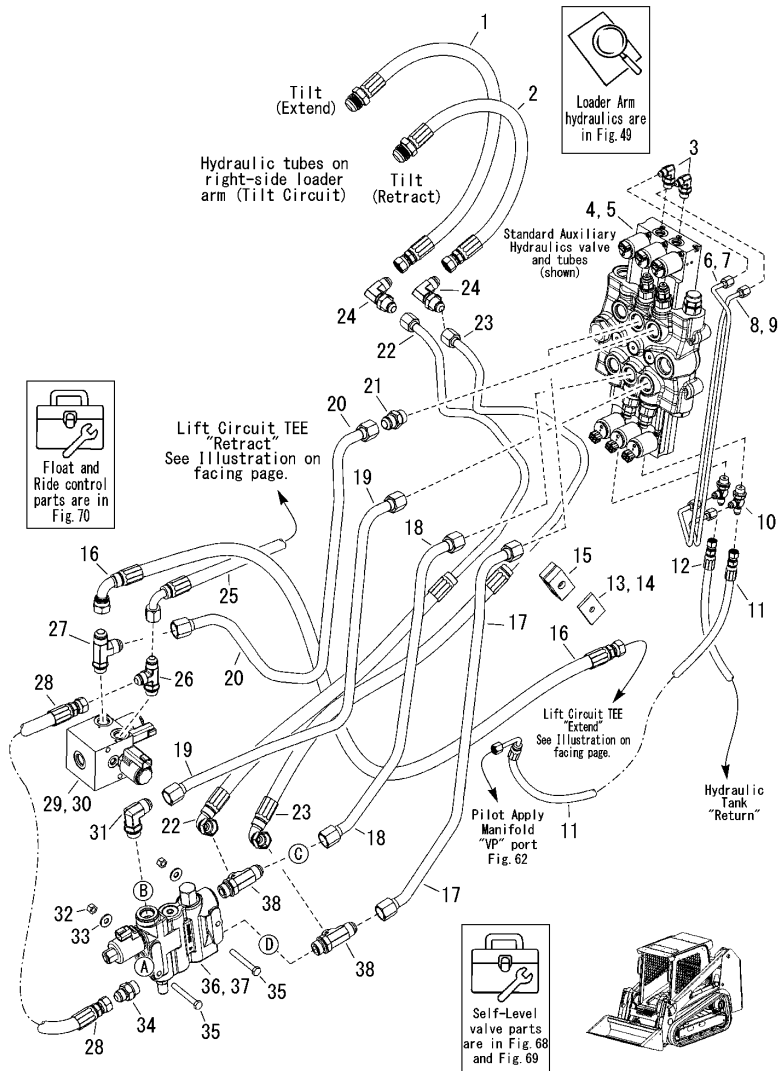 1
Tilt
(Extend)
2
Loader Arm
hydraulics are
in Fig.49
Hydraulic tubes on
right-side loader
arm (Tilt Circuit)
Tilt
(Retract)
3
4, 5
Standard Auxiliary
Hydraulics valve
and tubes
(shown)
6, 7
8, 9
24
24
22
23
21
20
Float and
Ride control
parts are in
Fig.70
Lift Circuit TEE
"Retract"
See Illustration on
facing page.
19
18
10
16
25
15
13, 14
12
11
17
27
16
20
26
28
Lift Circuit TEE
"Extend"
See Illustration on
facing page.
19
29, 30
Hydraulic
Tank
"Return"
31
22
23
18
11
Pilot Apply
Manifold
"VP" port
Fig.62
C
B
38
17
32
33
D
38
A
36, 37
35
28
34
35
Self-Level
valve parts
are in Fig.68
and Fig.69